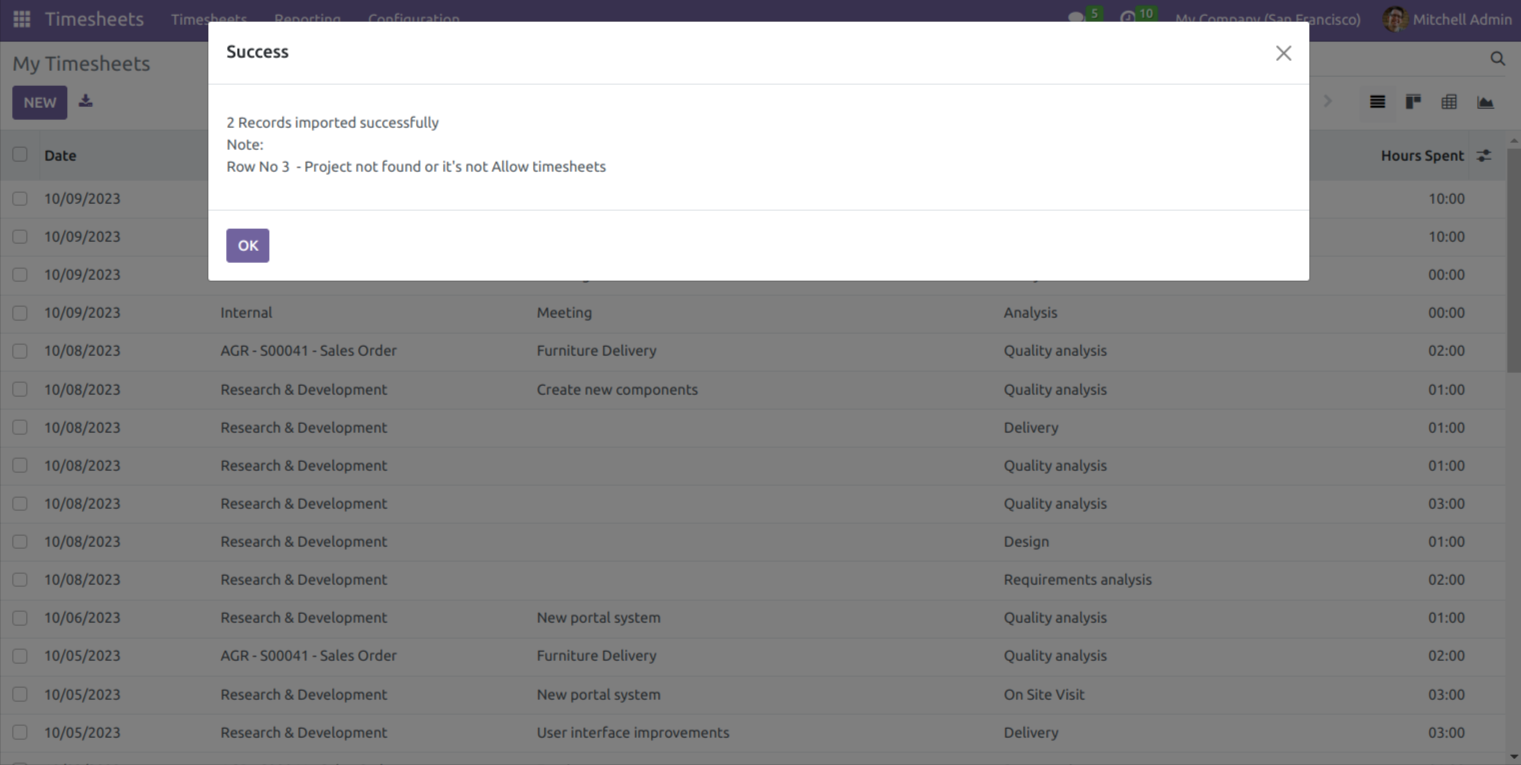 Timesheets Timesheets Reporting Configuration 5 10 My Company (San Francisco) Mitchell Admin
Success
My Timesheets
NEW
2 Records imported successfully
Note:
Row No 3 - Project not found or it's not Allow timesheets
OK
Date Hours Spent
10/09/2023 10:00
10/09/2023 10:00
10/09/2023 00:00
10/09/2023 Internal Meeting Analysis 00:00
10/08/2023 AGR - S00041 - Sales Order Furniture Delivery Quality analysis 02:00
10/08/2023 Research & Development Create new components Quality analysis 01:00
10/08/2023 Research & Development Delivery 01:00
10/08/2023 Research & Development Quality analysis 01:00
10/08/2023 Research & Development Quality analysis 03:00
10/08/2023 Research & Development Design 01:00
10/08/2023 Research & Development Requirements analysis 02:00
10/06/2023 Research & Development New portal system Quality analysis 01:00
10/05/2023 AGR - S00041 - Sales Order Furniture Delivery Quality analysis 02:00
10/05/2023 Research & Development New portal system On Site Visit 03:00
10/05/2023 Research & Development User interface improvements Delivery 03:00